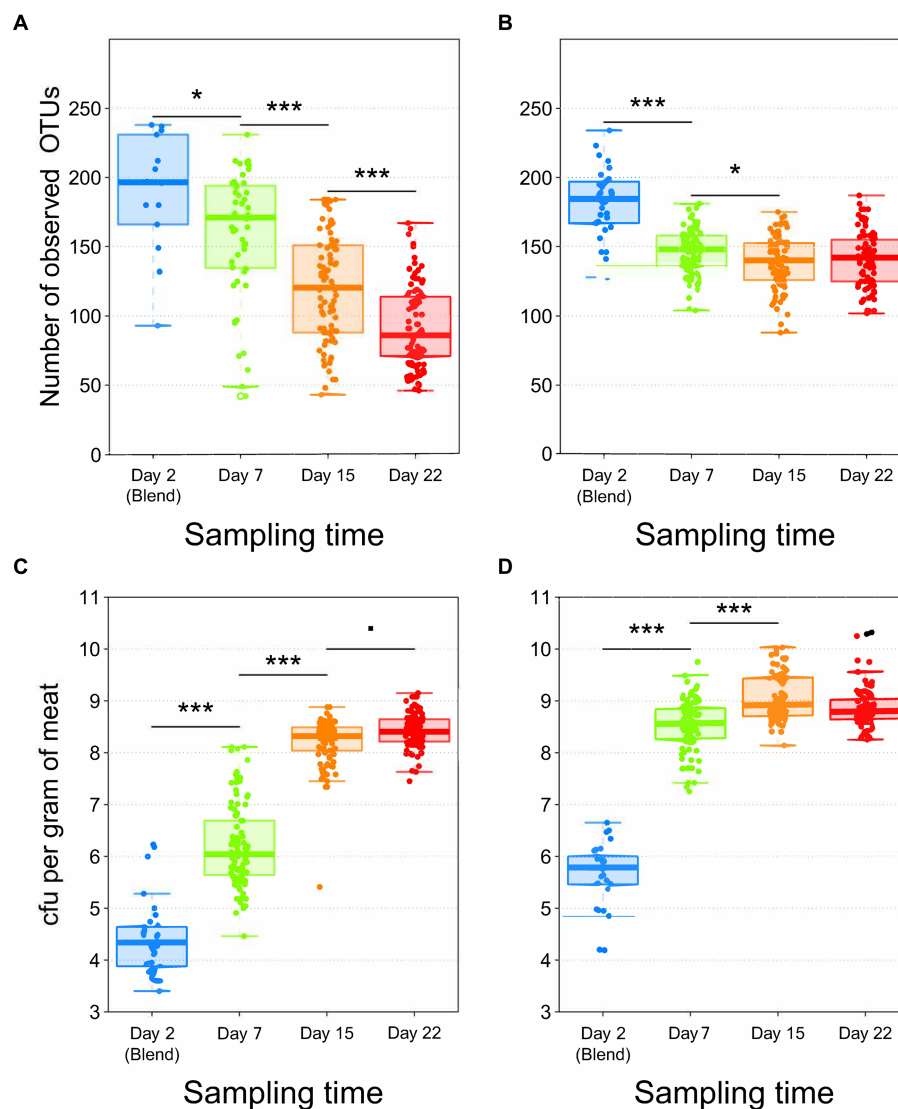 A
B
Number of observed OTUs
250
200
150
100
50
0
*
***
***
Day 2
(Blend)
Day 7
Day 15
Day 22
Sampling time
250
200
150
100
50
0
***
*
Day 2
(Blend)
Day 7
Day 15
Day 22
Sampling time
C
D
cfu per gram of meat
11
10
9
8
7
6
5
4
3
***
***
Day 2
(Blend)
Day 7
Day 15
Day 22
Sampling time
11
10
9
8
7
6
5
4
3
***
***
Day 2
(Blend)
Day 7
Day 15
Day 22
Sampling time